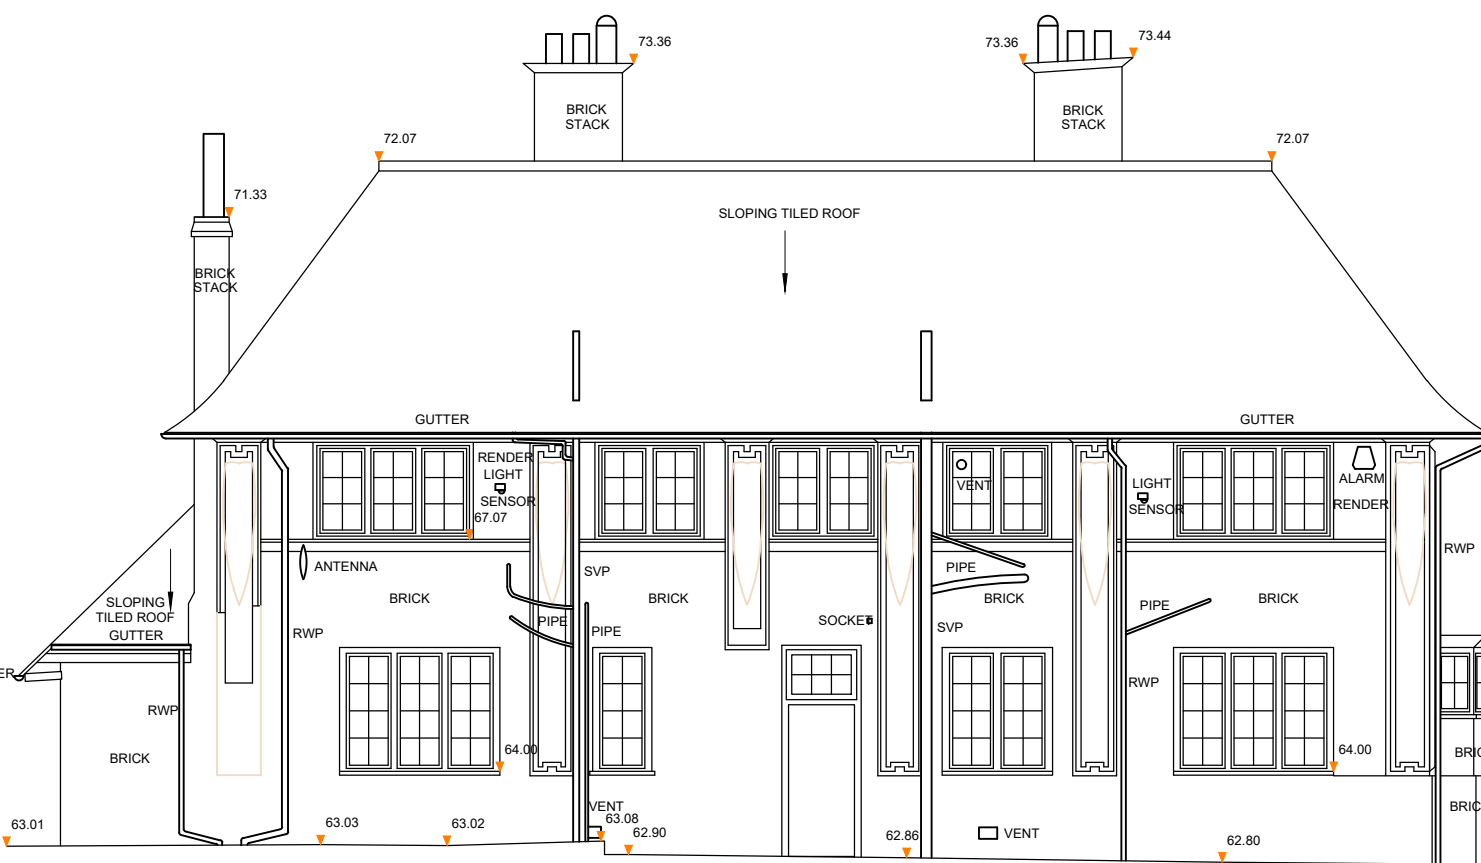 73.36
73.36
73.44
BRICK
STACK
BRICK
STACK
72.07
72.07
71.33
SLOPING TILED ROOF
BRICK
STACK
GUTTER
GUTTER
RENDER
LIGHT
SENSOR
67.07
VENT
LIGHT
SENSOR
ALARM
RENDER
RWP
ANTENNA
SVP
PIPE
BRICK
BRICK
BRICK
BRICK
SLOPING
TILED ROOF
GUTTER
PIPE
SOCKET
PIPE
PIPE
SVP
RWP
ER
RWP
RWP
BRICK
64.00
64.00
BRIC
BRIC
VENT
63.01
63.03
63.02
63.08
62.90
62.86
VENT
62.80